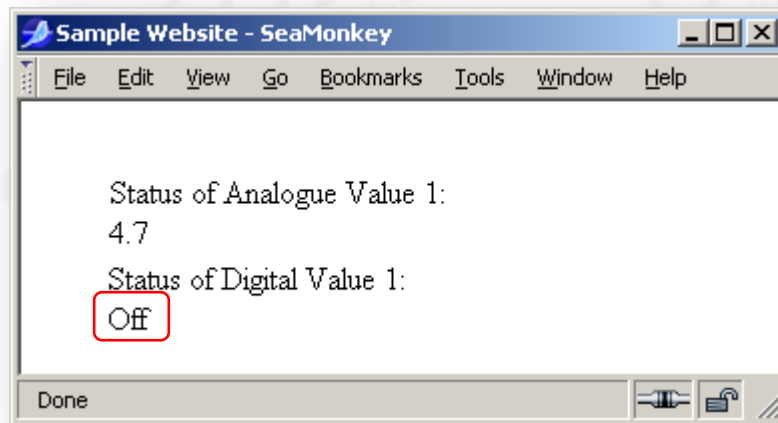 Sample Website - SeaMonkey
File Edit View Go Bookmarks Tools Window Help
Status of Analogue Value 1:
4.7
Status of Digital Value 1:
Off
Done